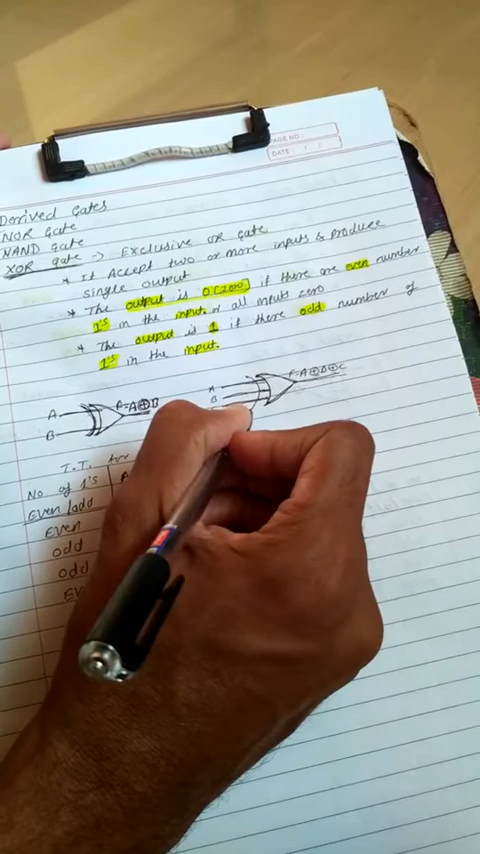 PAGE NO.:
DATE:
Derived Gates
NOR Gate
NAND Gate
XOR gate -> Exclusive OR gate
* It Accept two or more inputs & produce
single output
* The output is 0 (zero) if there are even number
1's in the input. or all inputs zero
* The output is 1 if there odd number of
1's in the input.
A
B
F=A⊕B
A
B
F=A⊕B⊕C
T.T.
No of 1's
Even/odd
Even
odd
odd